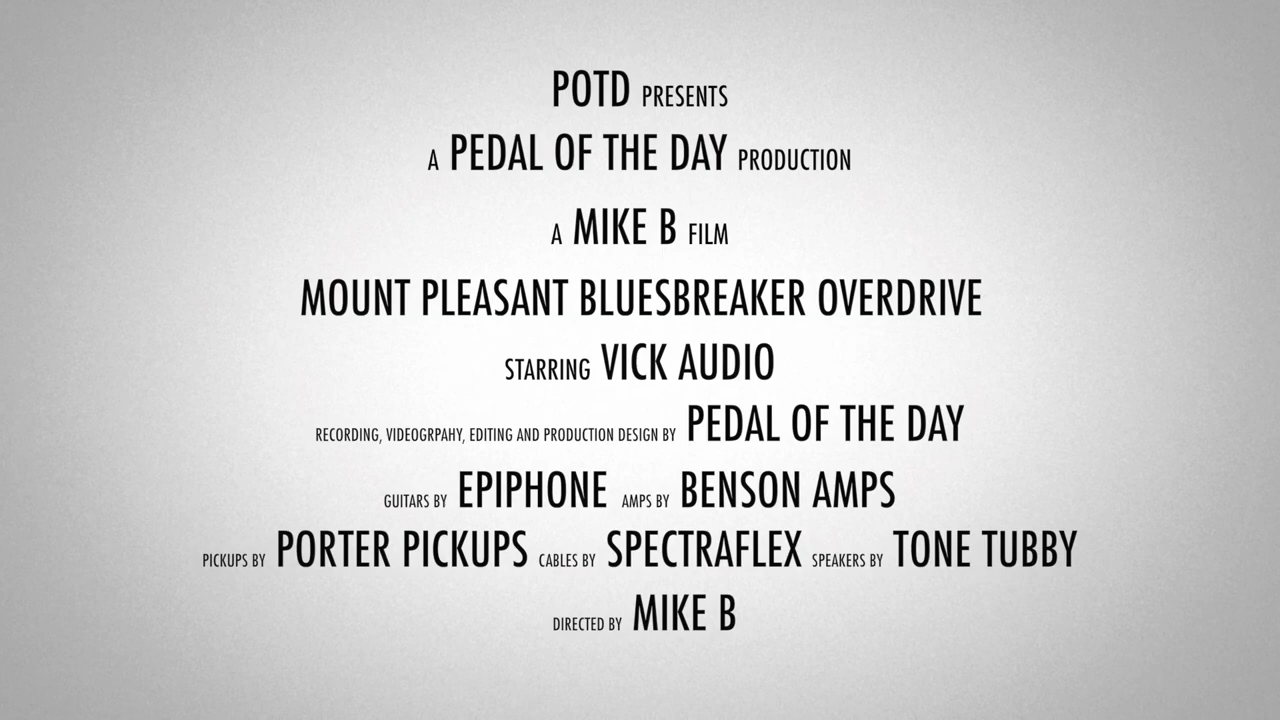 POTD PRESENTS
A PEDAL OF THE DAY PRODUCTION
A MIKE B FILM
MOUNT PLEASANT BLUESBREAKER OVERDRIVE
STARRING VICK AUDIO
RECORDING, VIDEOGRPAHY, EDITING AND PRODUCTION DESIGN BY PEDAL OF THE DAY
GUITARS BY EPIPHONE AMPS BY BENSON AMPS
PICKUPS BY PORTER PICKUPS CABLES BY SPECTRAFLEX SPEAKERS BY TONE TUBBY
DIRECTED BY MIKE B